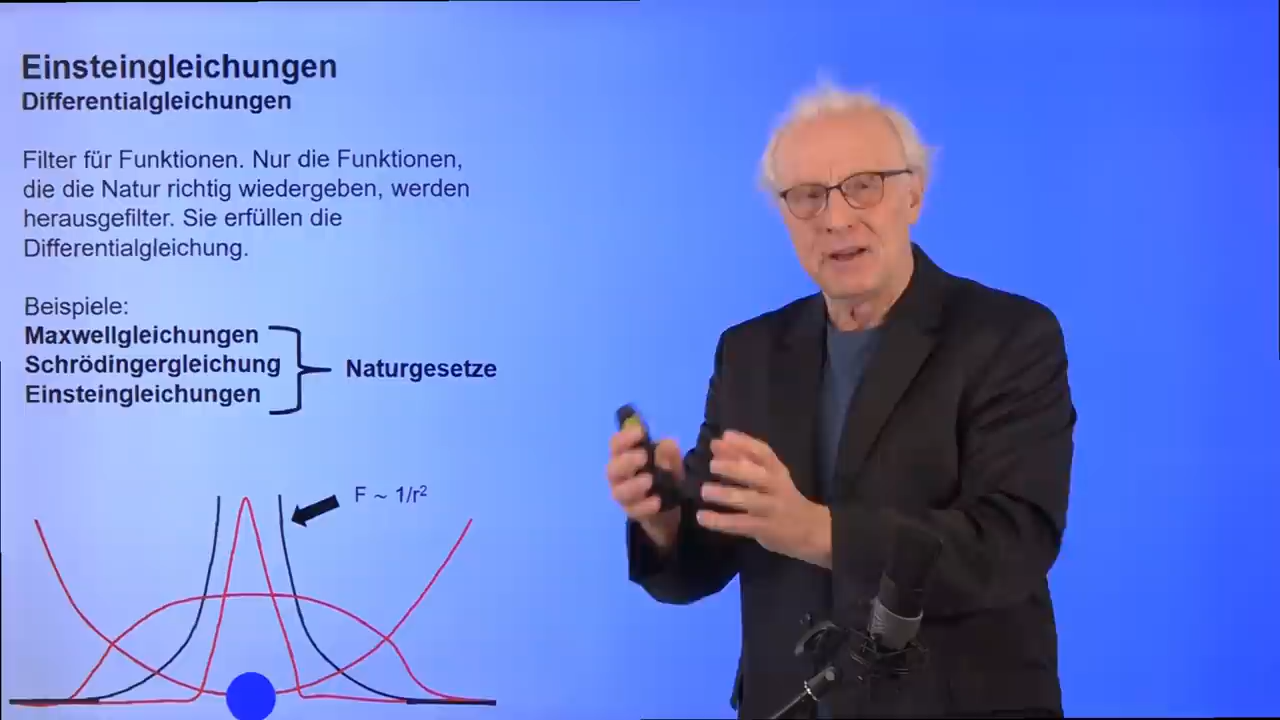 Einsteingleichungen
Differentialgleichungen
Filter für Funktionen. Nur die Funktionen,
die die Natur richtig wiedergeben, werden
herausgefilter. Sie erfüllen die
Differentialgleichung.
Beispiele:
Maxwellgleichungen
Schrödingergleichung
Einsteingleichungen
Naturgesetze
F ~ 1/r²